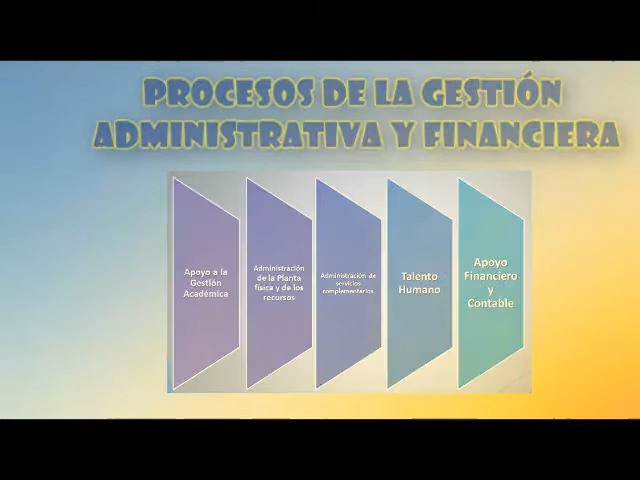 PROCESOS DE LA GESTIÓN
ADMINISTRATIVA Y FINANCIERA
Apoyo a la
Gestión
Académica
Administración
de la Planta
física y de los
recursos
Administración de
servicios
complementarios
Talento
Humano
Apoyo
Financiero
y
Contable